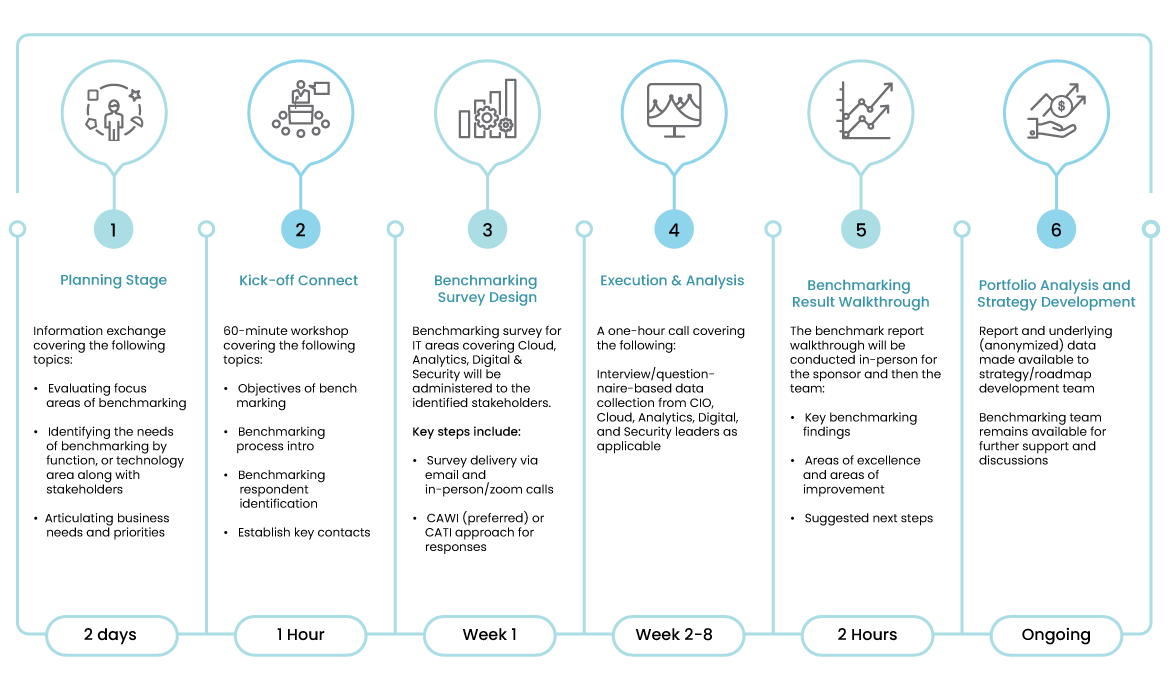 1
Planning Stage
Information exchange
covering the following
topics:
• Evaluating focus
areas of benchmarking
• Identifying the needs
of benchmarking by
function, or technology
area along with
stakeholders
• Articulating business
needs and priorities
2 days
2
Kick-off Connect
60-minute workshop
covering the following
topics:
• Objectives of bench
marking
• Benchmarking
process intro
• Benchmarking
respondent
identification
• Establish key contacts
1 Hour
3
Benchmarking
Survey Design
Benchmarking survey for
IT areas covering Cloud,
Analytics, Digital &
Security will be
administered to the
identified stakeholders.
Key steps include:
• Survey delivery via
email and
in-person/zoom calls
• CAWI (preferred) or
CATI approach for
responses
Week 1
4
Execution & Analysis
A one-hour call covering
the following:
Interview/question-
naire-based data
collection from CIO,
Cloud, Analytics, Digital,
and Security leaders as
applicable
Week 2-8
5
Benchmarking
Result Walkthrough
The benchmark report
walkthrough will be
conducted in-person for
the sponsor and then the
team:
• Key benchmarking
findings
• Areas of excellence
and areas of
improvement
• Suggested next steps
2 Hours
$
6
Portfolio Analysis and
Strategy Development
Report and underlying
(anonymized) data
made available to
strategy/roadmap
development team
Benchmarking team
remains available for
further support and
discussions
Ongoing